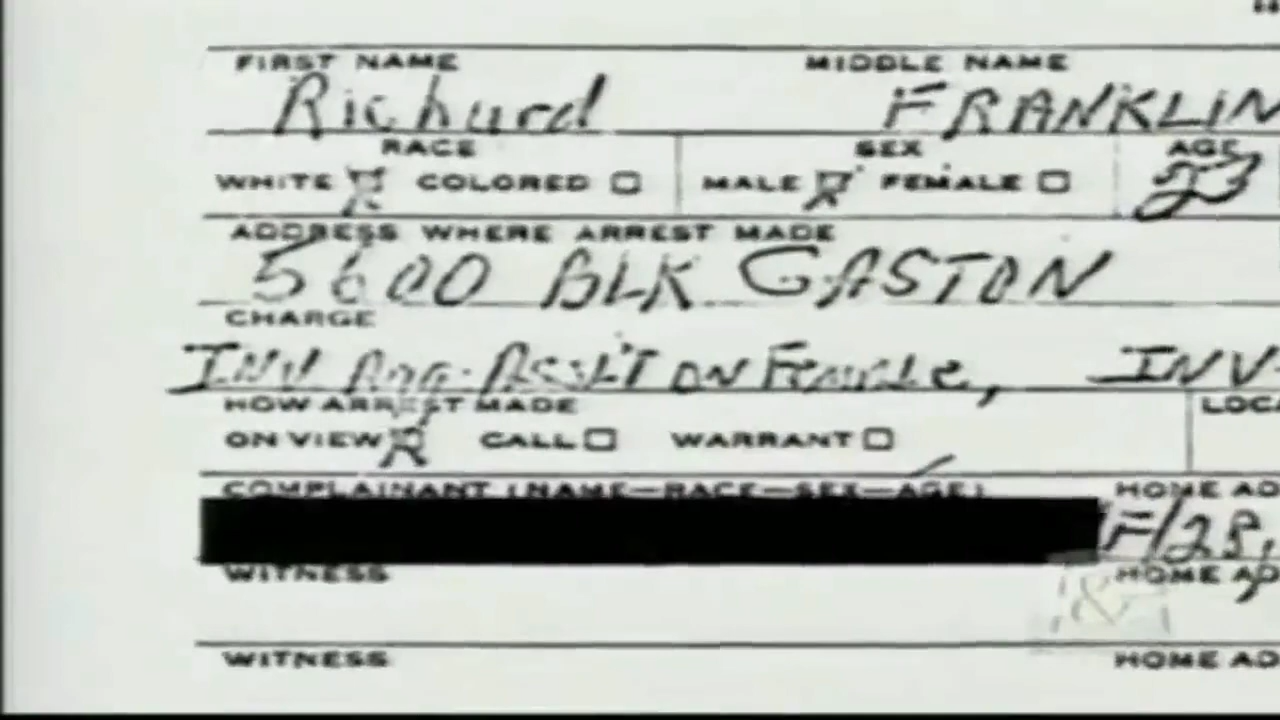 FIRST NAME MIDDLE NAME
Richard FRANKLIN
RACE SEX AGE
WHITE COLORED MALE FEMALE 23
ADDRESS WHERE ARREST MADE
5600 BLK GASTON
CHARGE
INV Agg. ASSLT ON Female, INV-
HOW ARREST MADE LOCA
ON VIEW CALL WARRANT
COMPLAINANT (NAME—RACE—SEX—AGE) HOME AD
F/28,
WITNESS HOME AD
WITNESS HOME AD